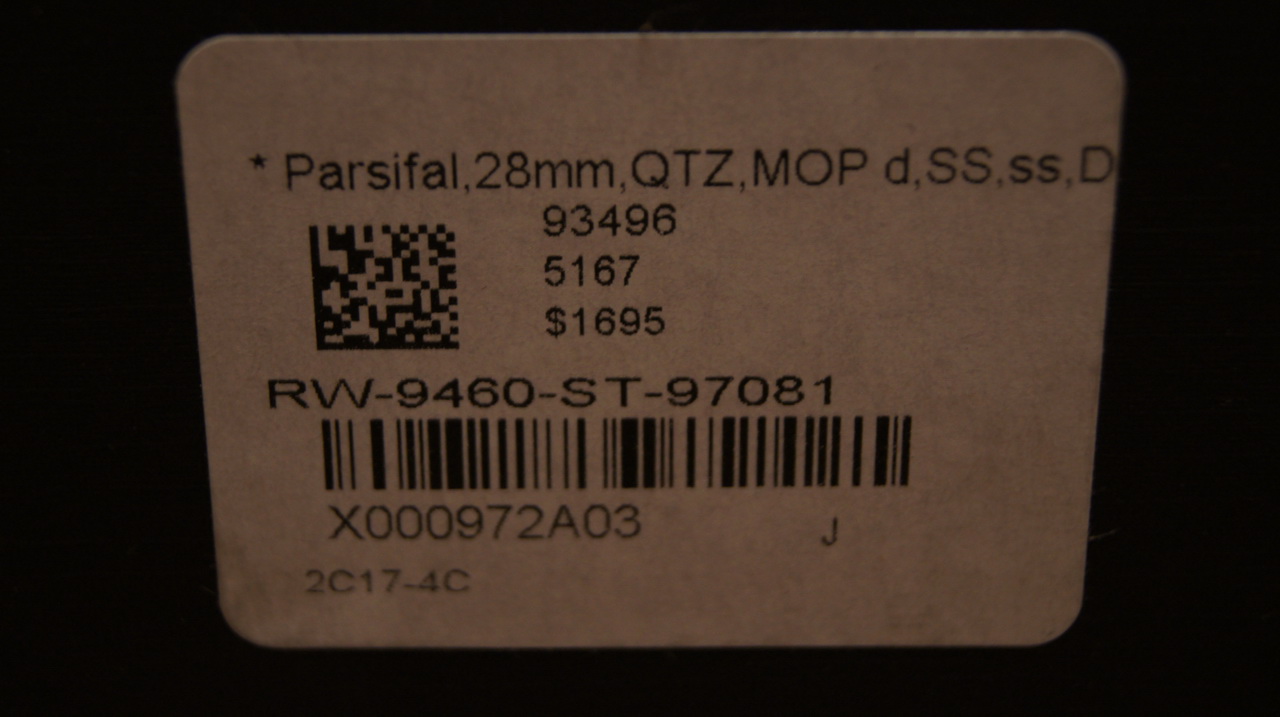 * Parsifal,28mm,QTZ,MOP d,SS,ss,D
93496
5167
$1695
RW-9460-ST-97081
X000972A03 J
2C17-4C